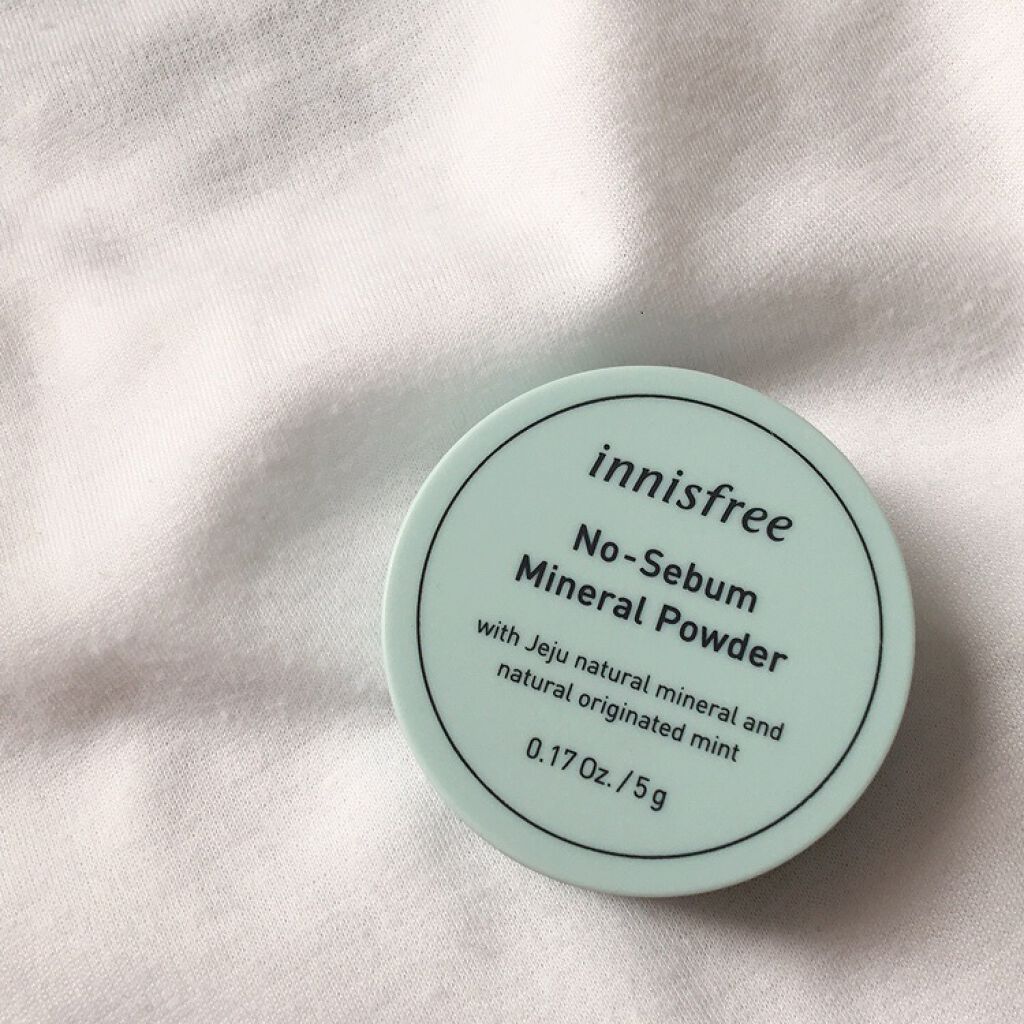 innisfree
No-Sebum
Mineral Powder
with Jeju natural mineral and
natural originated mint
0.17 Oz. / 5 g